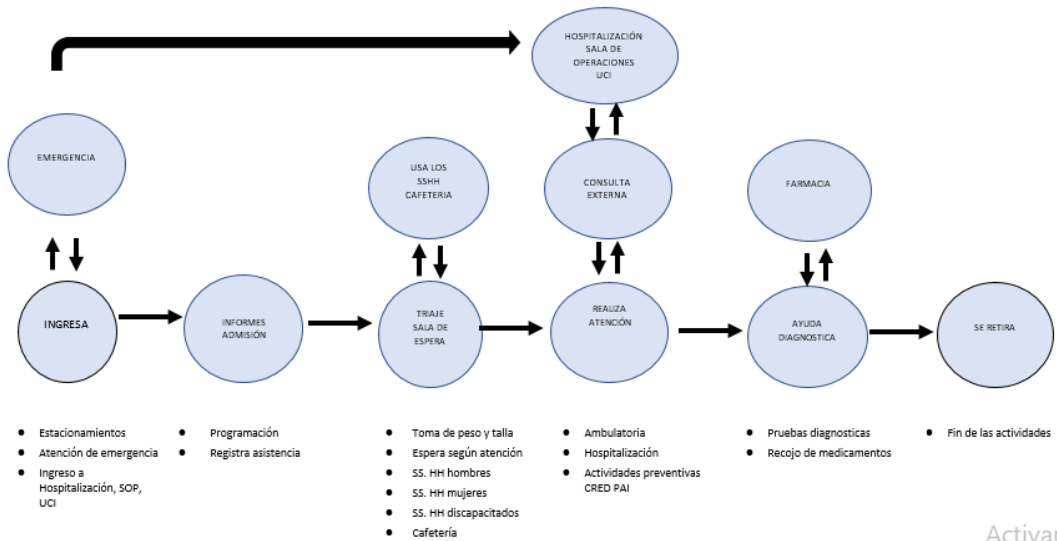 HOSPITALIZACIÓN
SALA DE
OPERACIONES
UCI
EMERGENCIA
USA LOS
SSHH
CAFETERIA
CONSULTA
EXTERNA
FARMACIA
INGRESA
INFORMES
ADMISIÓN
TRIAJE
SALA DE
ESPERA
REALIZA
ATENCIÓN
AYUDA
DIAGNOSTICA
SE RETIRA
• Estacionamientos
• Atención de emergencia
• Ingreso a
Hospitalización, SOP,
UCI
• Programación
• Registra asistencia
• Toma de peso y talla
• Espera según atención
• SS. HH hombres
• SS. HH mujeres
• SS. HH discapacitados
• Cafetería
• Ambulatoria
• Hospitalización
• Actividades preventivas
CRED PAI
• Pruebas diagnosticas
• Recojo de medicamentos
• Fin de las actividades
Activar